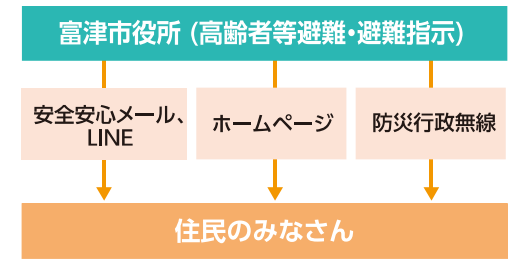 富津市役所 (高齢者等避難・避難指示)
安全安心メール、
LINE
ホームページ
防災行政無線
住民のみなさん